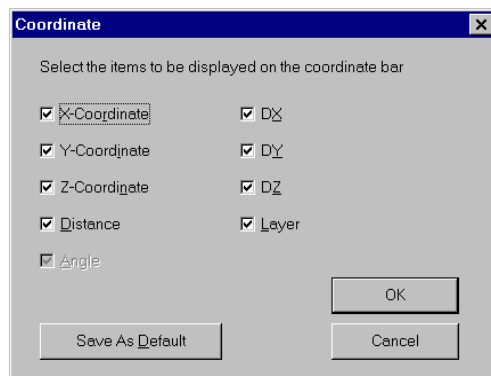 Coordinate
Select the items to be displayed on the coordinate bar
X-Coordinate DX
Y-Coordinate DY
Z-Coordinate DZ
Distance Layer
Angle
OK
Save As Default Cancel